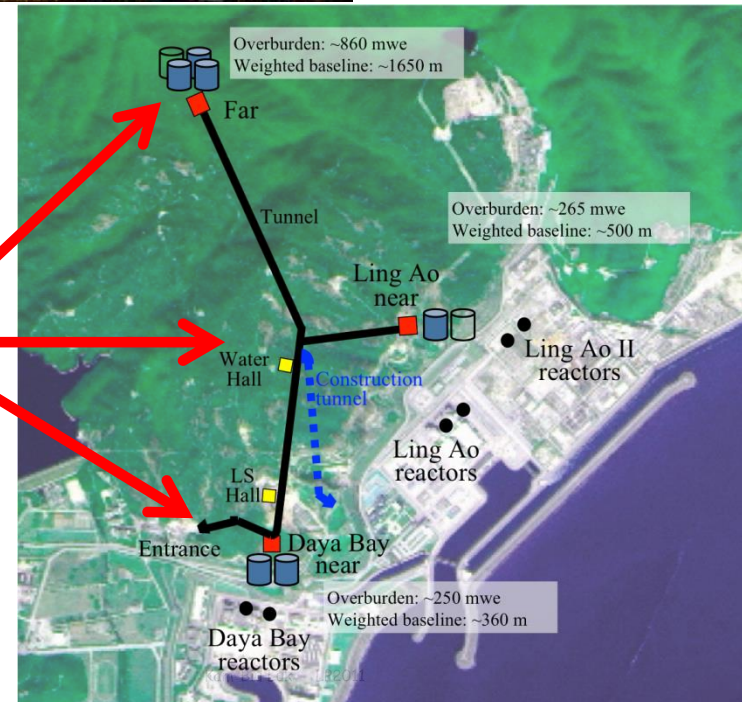 Overburden: ~860 mwe
Weighted baseline: ~1650 m
Far
Tunnel
Overburden: ~265 mwe
Weighted baseline: ~500 m
Ling Ao
near
Ling Ao II
reactors
Water
Hall
Construction
tunnel
Ling Ao
reactors
LS
Hall
Entrance
Daya Bay
near
Overburden: ~250 mwe
Weighted baseline: ~360 m
Daya Bay
reactors